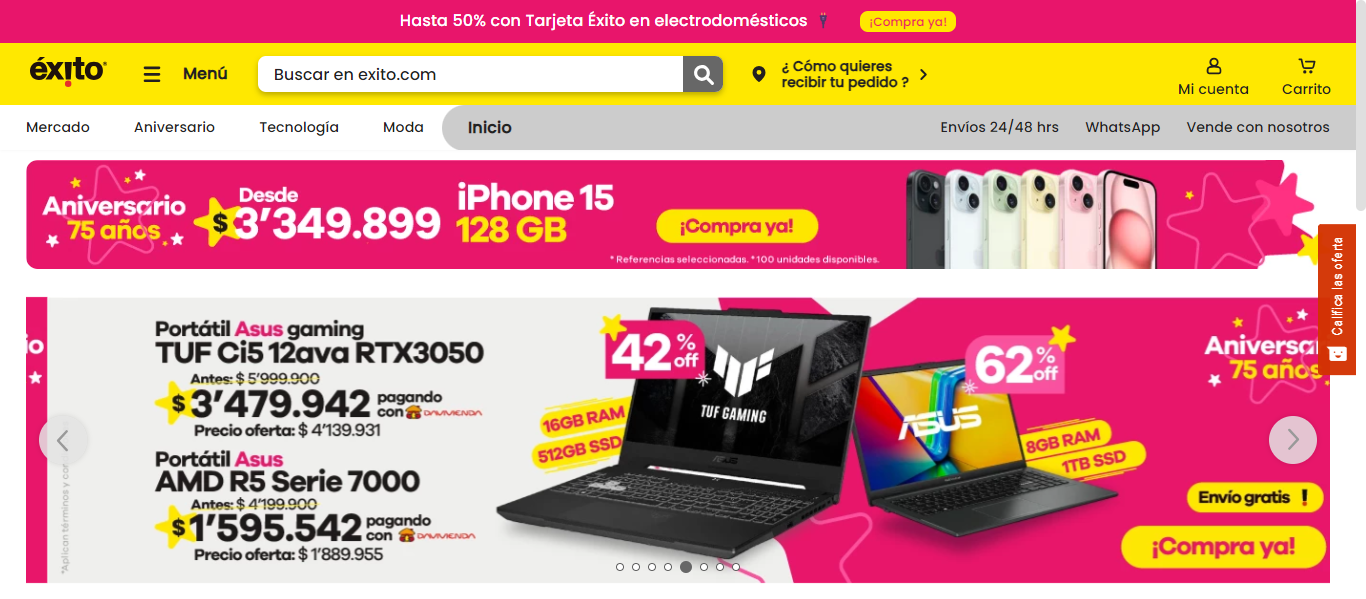 Hasta 50% con Tarjeta Éxito en electrodomésticos
¡Compra ya!
éxito
Menú
Buscar en exito.com
¿ Cómo quieres
recibir tu pedido ?
Mi cuenta
Carrito
Mercado
Aniversario
Tecnología
Moda
Inicio
Envíos 24/48 hrs
WhatsApp
Vende con nosotros
Aniversario
75 años
Desde
$3'349.899
iPhone 15
128 GB
¡Compra ya!
* Referencias seleccionadas. *100 unidades disponibles.
Califica las oferta
io
Portátil Asus gaming
TUF Ci5 12ava RTX3050
Antes: $ 5'999.900
$3'479.942 pagando
con DAVIVIENDA
Precio oferta: $ 4'139.931
Portátil Asus
AMD R5 Serie 7000
Antes: $ 4'199.900
$1'595.542 pagando
con DAVIVIENDA
Precio oferta: $ 1'889.955
*Aplican términos y con
42% off
16GB RAM
512GB SSD
TUF GAMING
ASUS
62% off
ASUS
8GB RAM
1TB SSD
Aniversa
75 años
Envío gratis !
¡Compra ya!